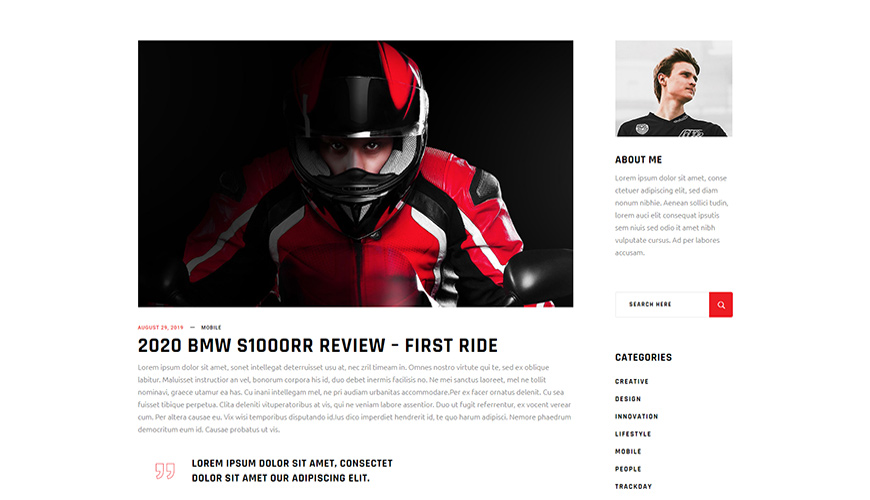 AUGUST 29, 2019 — MOBILE
2020 BMW S1000RR REVIEW – FIRST RIDE
Lorem ipsum dolor sit amet, sonet intellegat deterruisset usu at, nec zril timeam in. Omnes nostro virtute qui te, sed ex oblique
labitur. Maluisset instructior an vel, bonorum corpora his id, duo debet inermis facilisis no. Ne mei sanctus laoreet, mel ne tollit
nominavi, graece utamur ea has. Cu inani intellegam mel, ne pri audiam urbanitas accommodare.Per ex facer ornatus delenit. Cu sea
fuisset tibique perpetua. Clita deleniti vituperatoribus at vis, qui ne veniam labore assentior. Duo ut fugit referrentur, ex vocent verear
cum. Per altera causae eu. Vix wisi temporibus disputando id.Ius dico imperdiet hendrerit id, te quo harum adipisci. Nemore phaedrum
democritum eum id. Causae probatus ut vis.
LOREM IPSUM DOLOR SIT AMET, CONSECTET
DOLOR SIT AMET OUR ADIPISCING ELIT.
ABOUT ME
Lorem ipsum dolor sit amet, conse
ctetuer adipiscing elit, sed diam
nonum nibhie. Aenean sollici tudin,
lorem auci elit consequat ipsutis
sem niuis sed odio it amet nibh
vulputate cursus. Ad per labores
accusam.
SEARCH HERE
CATEGORIES
CREATIVE
DESIGN
INNOVATION
LIFESTYLE
MOBILE
PEOPLE
TRACKDAY